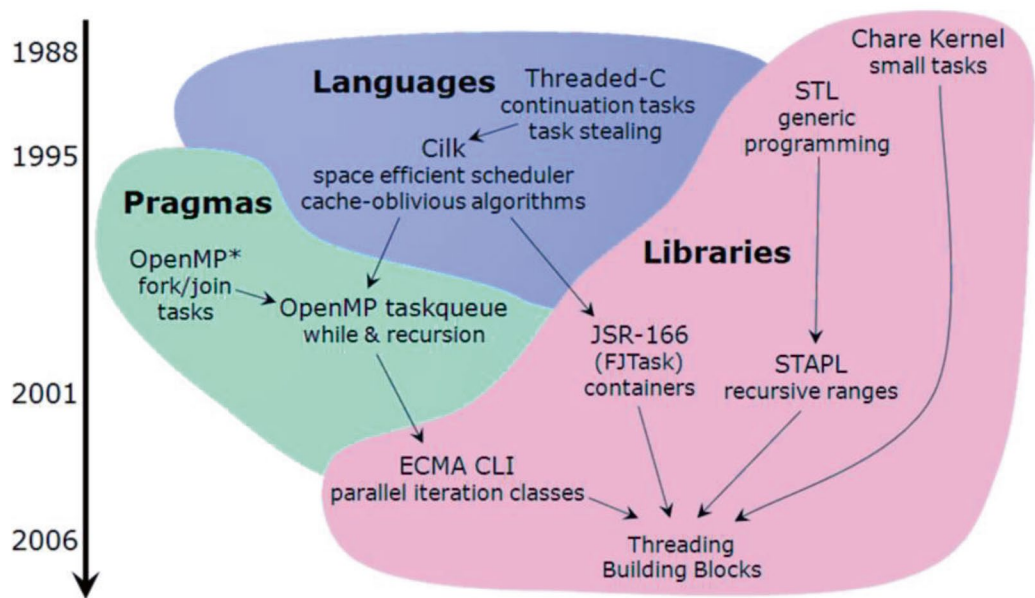 1988
1995
2001
2006
Languages
Threaded-C
continuation tasks
task stealing
Cilk
space efficient scheduler
cache-oblivious algorithms
Pragmas
OpenMP*
fork/join
tasks
OpenMP taskqueue
while & recursion
Libraries
Chare Kernel
small tasks
STL
generic
programming
JSR-166
(FJTask)
containers
STAPL
recursive ranges
ECMA CLI
parallel iteration classes
Threading
Building Blocks